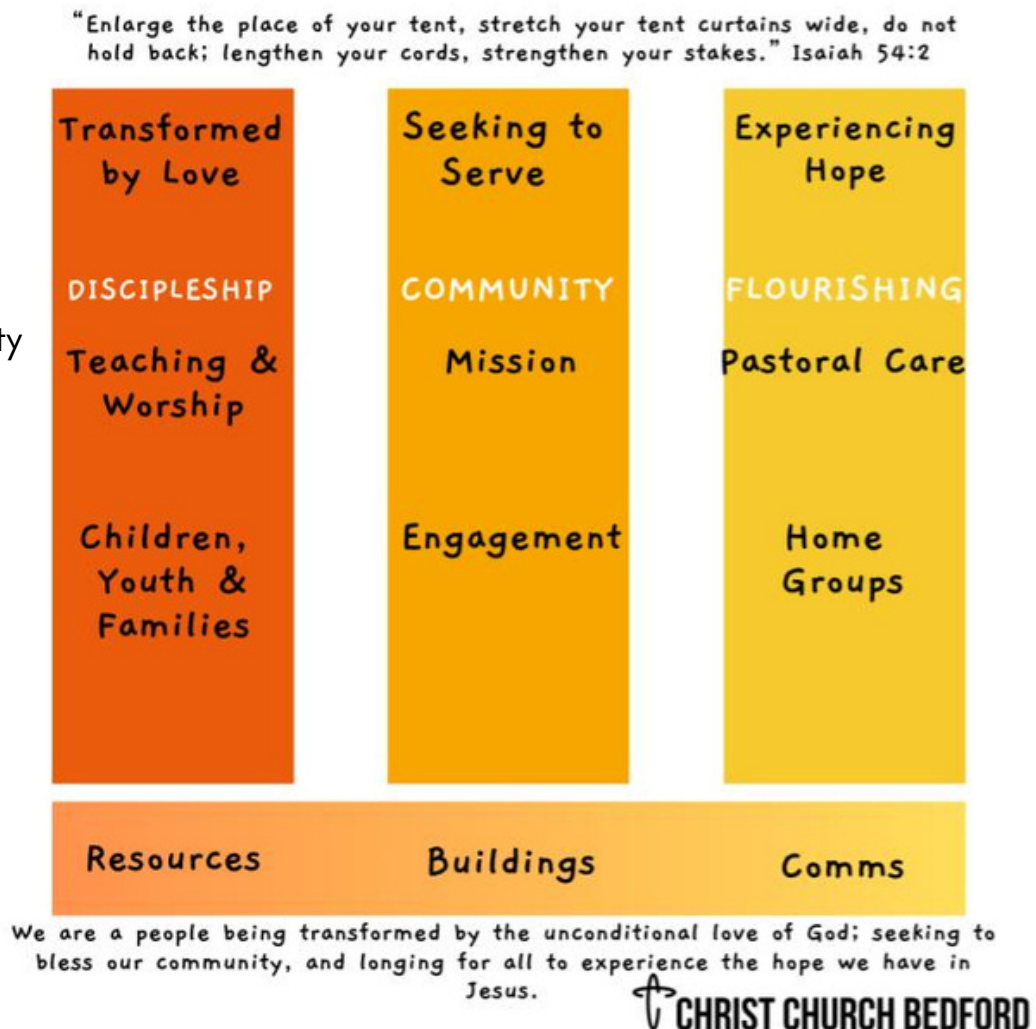 “Enlarge the place of your tent, stretch your tent curtains wide, do not
hold back; lengthen your cords, strengthen your stakes.” Isaiah 54:2
Transformed
by Love
DISCIPLESHIP
Teaching &
Worship
Children,
Youth &
Families
Seeking to
Serve
COMMUNITY
Mission
Engagement
Experiencing
Hope
FLOURISHING
Pastoral Care
Home
Groups
ty
Resources
Buildings
Comms
We are a people being transformed by the unconditional love of God; seeking to
bless our community, and longing for all to experience the hope we have in
Jesus.
CHRIST CHURCH BEDFORD